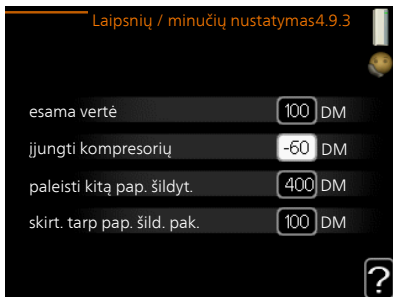 Laipsnių / minučių nustatymas4.9.3
esama vertė 100 DM
įjungti kompresorių -60 DM
paleisti kitą pap. šildyt. 400 DM
skirt. tarp pap. šild. pak. 100 DM
?